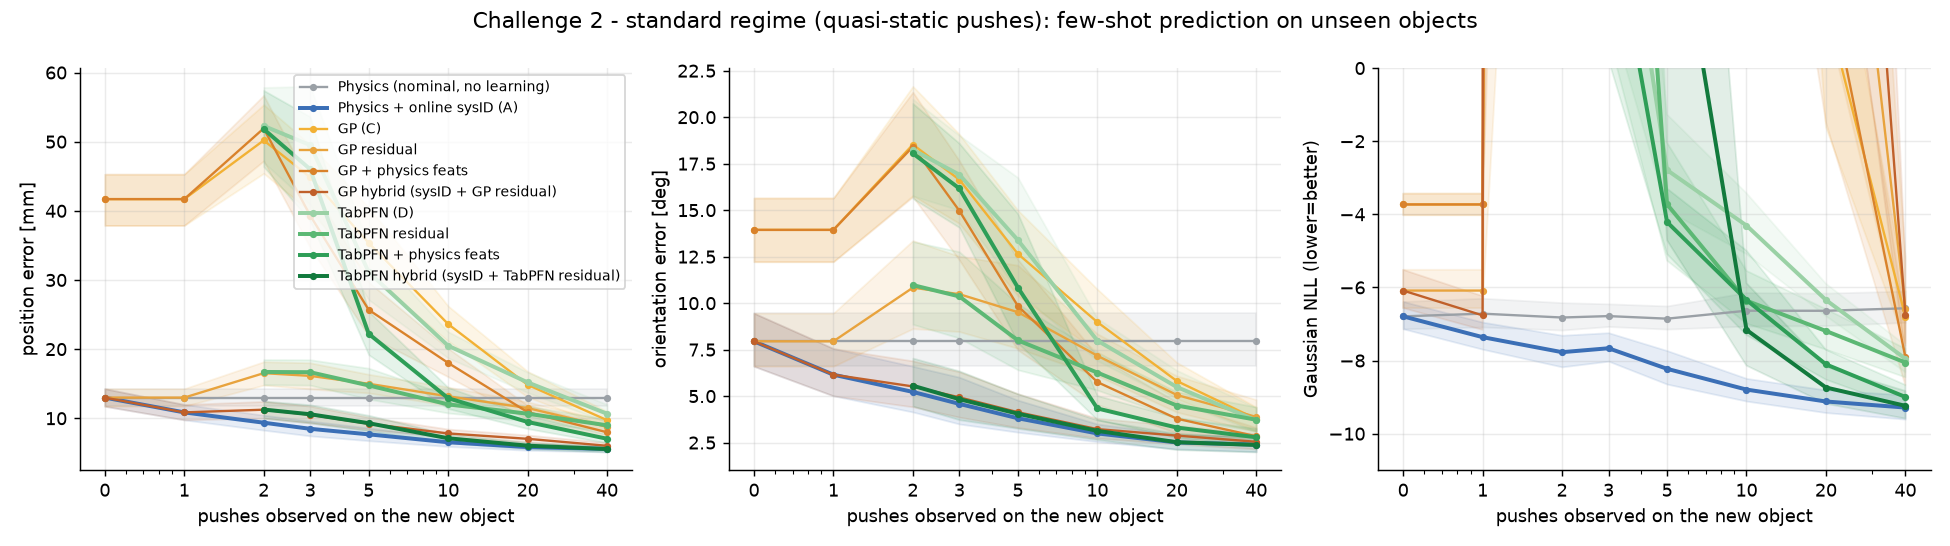 Challenge 2 - standard regime (quasi-static pushes): few-shot prediction on unseen objects
position error [mm]
60
50
40
30
20
10
0 1 2 3 5 10 20 40
pushes observed on the new object
Physics (nominal, no learning)
Physics + online sysID (A)
GP (C)
GP residual
GP + physics feats
GP hybrid (sysID + GP residual)
TabPFN (D)
TabPFN residual
TabPFN + physics feats
TabPFN hybrid (sysID + TabPFN residual)
orientation error [deg]
22.5
20.0
17.5
15.0
12.5
10.0
7.5
5.0
2.5
0 1 2 3 5 10 20 40
pushes observed on the new object
Gaussian NLL (lower=better)
0
−2
−4
−6
−8
−10
0 1 2 3 5 10 20 40
pushes observed on the new object